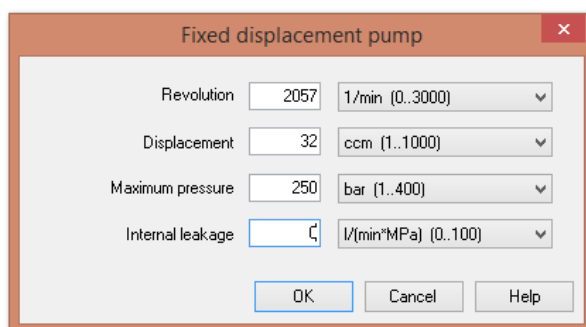 Fixed displacement pump
Revolution 2057 1/min (0..3000)
Displacement 32 ccm (1..1000)
Maximum pressure 250 bar (1..400)
Internal leakage l/(min*MPa) (0..100)
OK Cancel Help